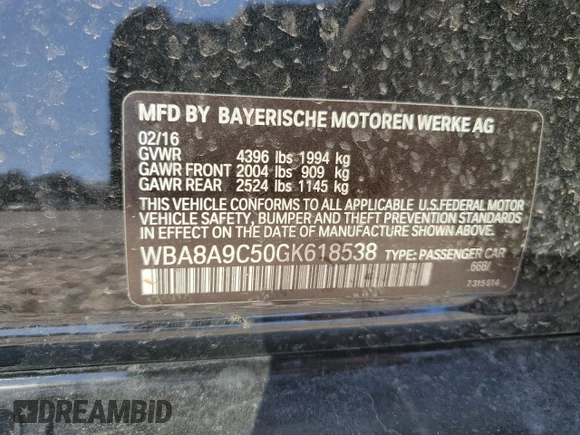 MFD BY BAYERISCHE MOTOREN WERKE AG
02/16
GVWR 4396 lbs 1994 kg
GAWR FRONT 2004 lbs 909 kg
GAWR REAR 2524 lbs 1145 kg
THIS VEHICLE CONFORMS TO ALL APPLICABLE U.S.FEDERAL MOTOR
VEHICLE SAFETY, BUMPER AND THEFT PREVENTION STANDARDS
IN EFFECT ON THE DATE OF MANUFACTURE SHOWN ABOVE.
WBA8A9C50GK618538 TYPE: PASSENGER CAR
668/
7315614
DREAMBID